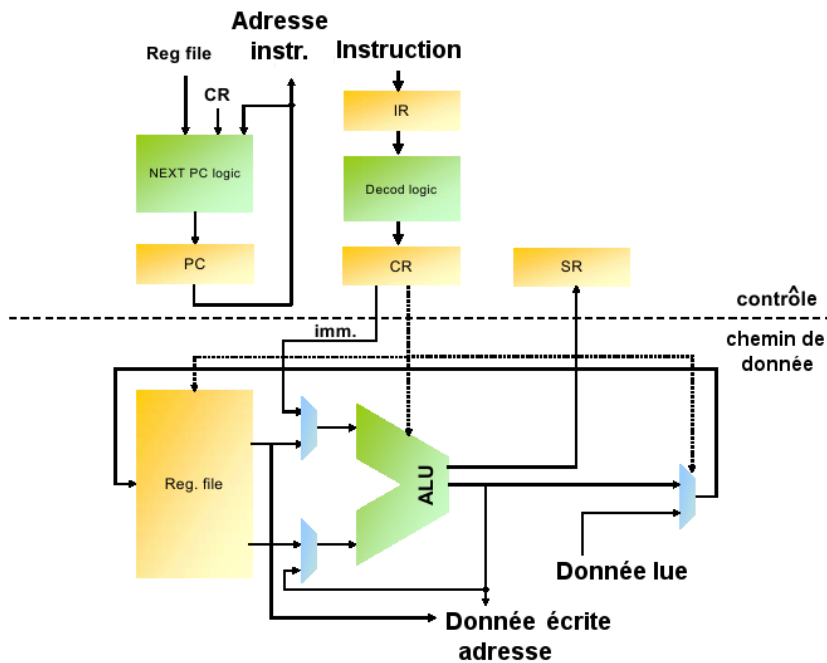 Adresse
instr.
Instruction
Reg file
CR
IR
NEXT PC logic
Decod logic
PC
CR
SR
contrôle
imm.
chemin de
donnée
Reg. file
ALU
Donnée lue
Donnée écrite
adresse